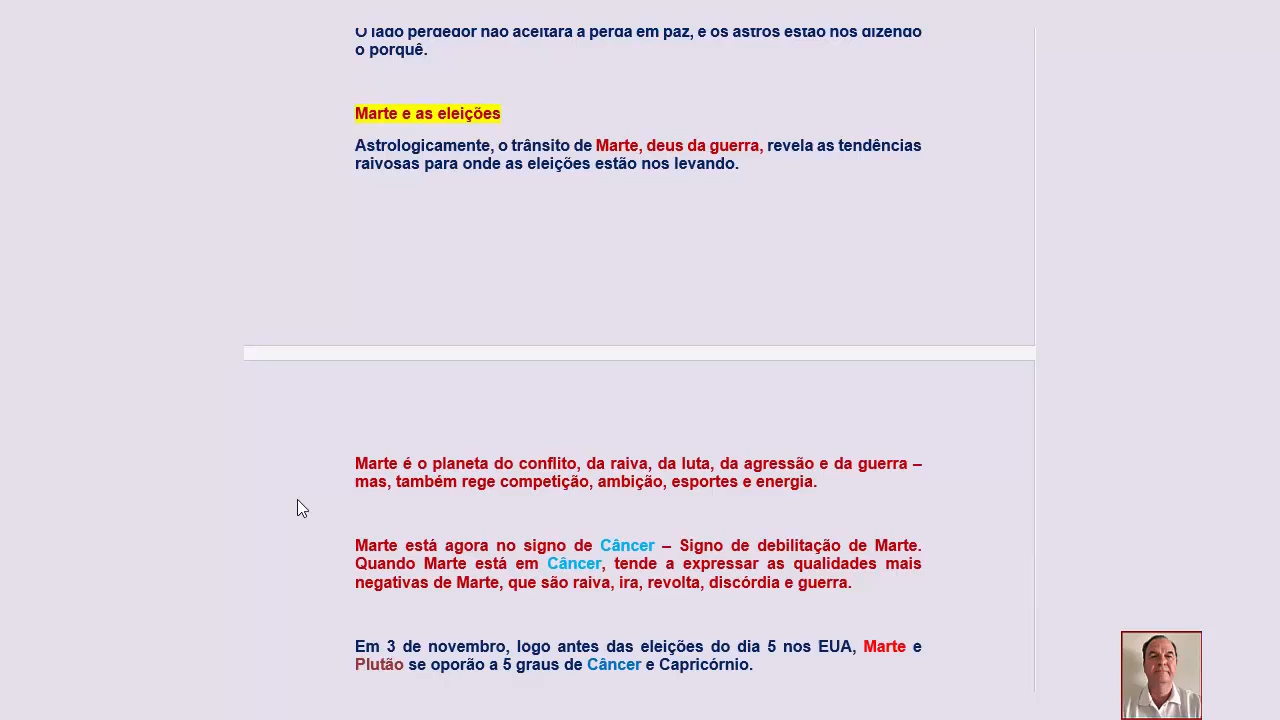 O lado perdedor não aceitará a perda em paz, e os astros estão nos dizendo
o porquê.
Marte e as eleições
Astrologicamente, o trânsito de Marte, deus da guerra, revela as tendências
raivosas para onde as eleições estão nos levando.
Marte é o planeta do conflito, da raiva, da luta, da agressão e da guerra –
mas, também rege competição, ambição, esportes e energia.
Marte está agora no signo de Câncer – Signo de debilitação de Marte.
Quando Marte está em Câncer, tende a expressar as qualidades mais
negativas de Marte, que são raiva, ira, revolta, discórdia e guerra.
Em 3 de novembro, logo antes das eleições do dia 5 nos EUA, Marte e
Plutão se oporão a 5 graus de Câncer e Capricórnio.